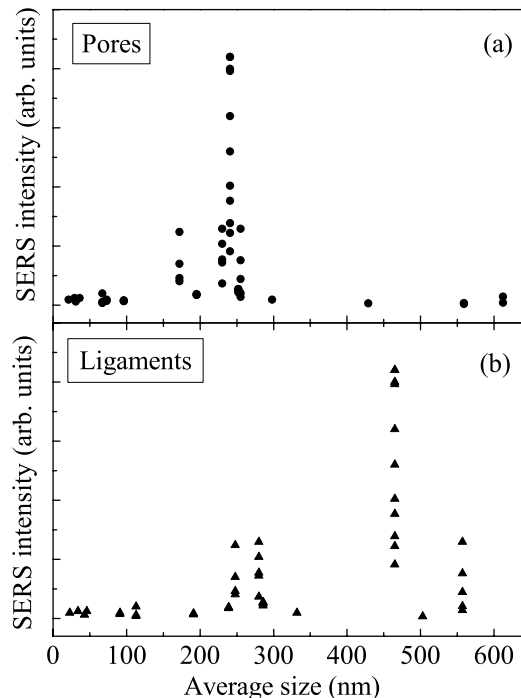 Pores
(a)
SERS intensity (arb. units)
Ligaments
(b)
SERS intensity (arb. units)
0 100 200 300 400 500 600
Average size (nm)